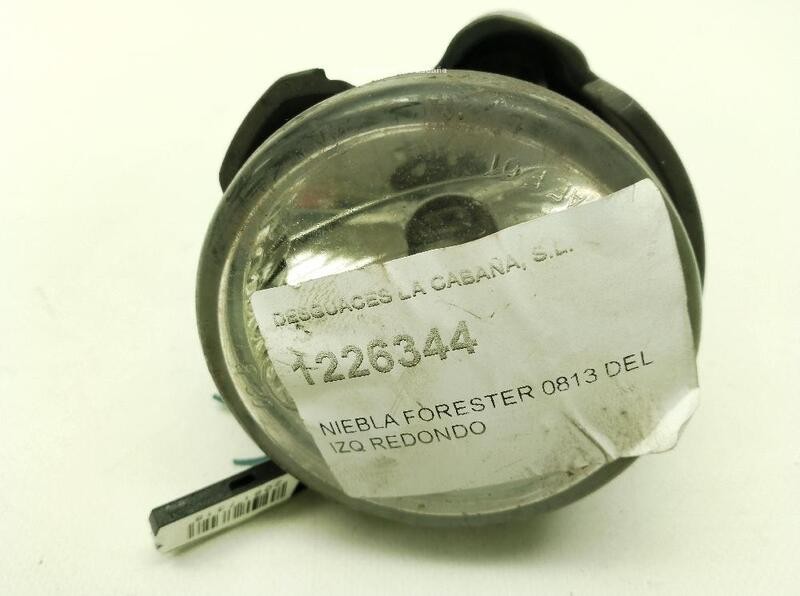 DESGUACES LA CABAÑA, S.L.
1226344
NIEBLA FORESTER 0813 DEL
IZQ REDONDO